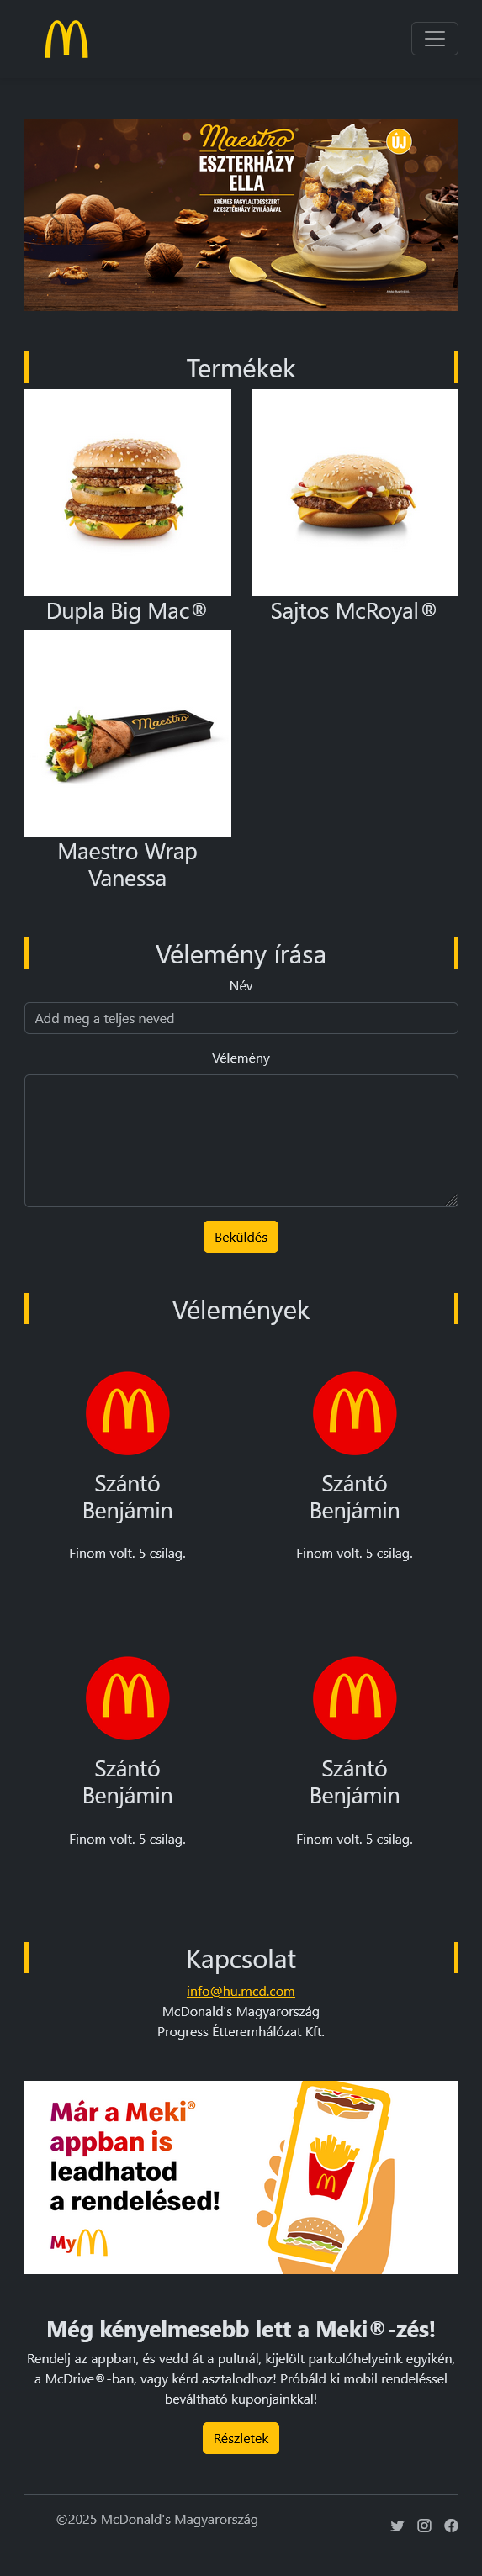 Maestro
ÚJ
ESZTERHÁZY
ELLA
KRÉMES FAGYLALTDESSZERT
AZ ESZTERHÁZY ÍZVILÁGÁVAL
Termékek
Maestro
Dupla Big Mac®
Sajtos McRoyal®
Maestro Wrap
Vanessa
Vélemény írása
Név
Add meg a teljes neved
Vélemény
Beküldés
Vélemények
Szántó
Benjámin
Finom volt. 5 csilag.
Szántó
Benjámin
Finom volt. 5 csilag.
Szántó
Benjámin
Finom volt. 5 csilag.
Szántó
Benjámin
Finom volt. 5 csilag.
Kapcsolat
info@hu.mcd.com
McDonald's Magyarország
Progress Étteremhálózat Kft.
Már a Meki®
appban is
leadhatod
a rendelésed!
My
Még kényelmesebb lett a Meki®-zés!
Rendelj az appban, és vedd át a pultnál, kijelölt parkolóhelyeink egyikén,
a McDrive®-ban, vagy kérd asztalodhoz! Próbáld ki mobil rendeléssel
beváltható kuponjainkkal!
Részletek
©2025 McDonald's Magyarország